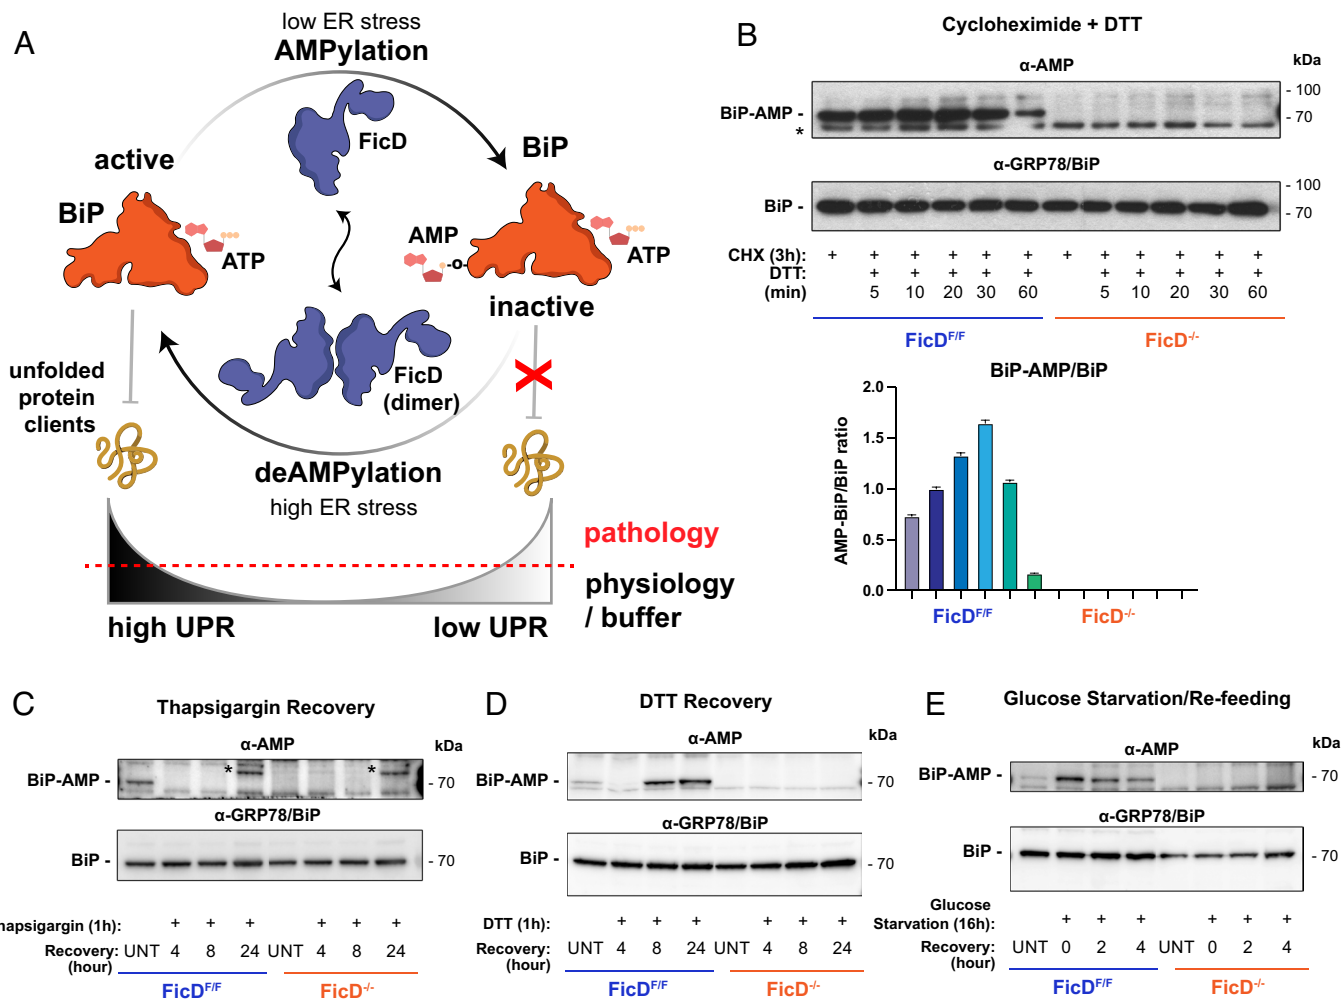 A
low ER stress
AMPylation
FicD
active
BiP
BiP
ATP
AMP
-o-
ATP
inactive
unfolded
protein
clients
FicD
(dimer)
deAMPylation
high ER stress
pathology
physiology
/ buffer
high UPR
low UPR
B
Cycloheximide + DTT
α-AMP
kDa
- 100
BiP-AMP -
- 70
*
α-GRP78/BiP
- 100
BiP -
- 70
CHX (3h): + + + + + + + + + + + +
DTT: + + + + + + + + + +
(min) 5 10 20 30 60 5 10 20 30 60
FicDF/F
FicD-/-
BiP-AMP/BiP
AMP-BiP/BiP ratio
2.0
1.5
1.0
0.5
0.0
FicDF/F
FicD-/-
C
Thapsigargin Recovery
α-AMP
kDa
* *
BiP-AMP -
- 70
α-GRP78/BiP
BiP -
- 70
hapsigargin (1h): + + + + + +
Recovery: UNT 4 8 24 UNT 4 8 24
(hour)
FicDF/F
FicD-/-
D
DTT Recovery
α-AMP
kDa
BiP-AMP -
- 70
α-GRP78/BiP
BiP -
- 70
DTT (1h): + + + + + +
Recovery: UNT 4 8 24 UNT 4 8 24
(hour)
FicDF/F
FicD-/-
E
Glucose Starvation/Re-feeding
α-AMP
kDa
BiP-AMP -
- 70
α-GRP78/BiP
BiP -
- 70
Glucose
Starvation (16h): + + + + + +
Recovery: UNT 0 2 4 UNT 0 2 4
(hour)
FicDF/F
FicD-/-